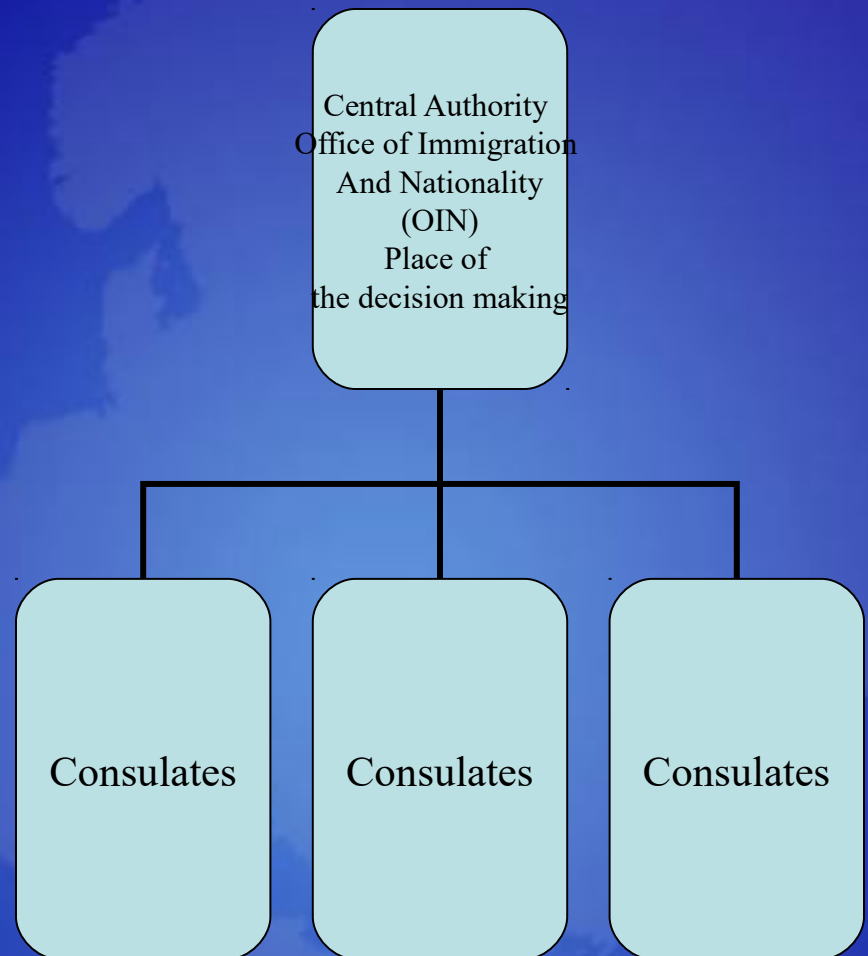 Central Authority
Office of Immigration
And Nationality
(OIN)
Place of
the decision making
Consulates
Consulates
Consulates